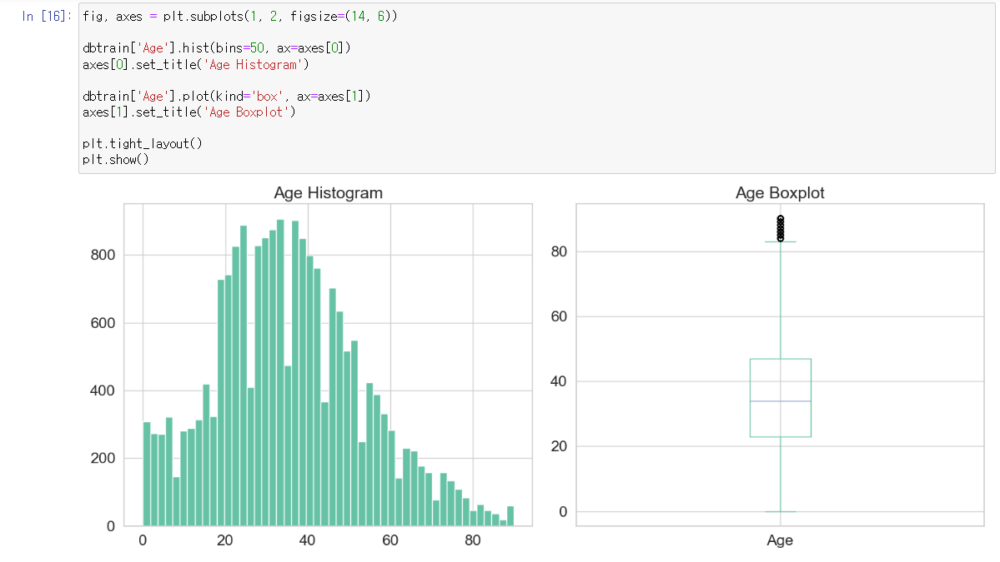 In [16]:
fig, axes = plt.subplots(1, 2, figsize=(14, 6))
dbtrain['Age'].hist(bins=50, ax=axes[0])
axes[0].set_title('Age Histogram')
dbtrain['Age'].plot(kind='box', ax=axes[1])
axes[1].set_title('Age Boxplot')
plt.tight_layout()
plt.show()
Age Histogram
800
600
400
200
0
0 20 40 60 80
Age Boxplot
80
60
40
20
0
Age